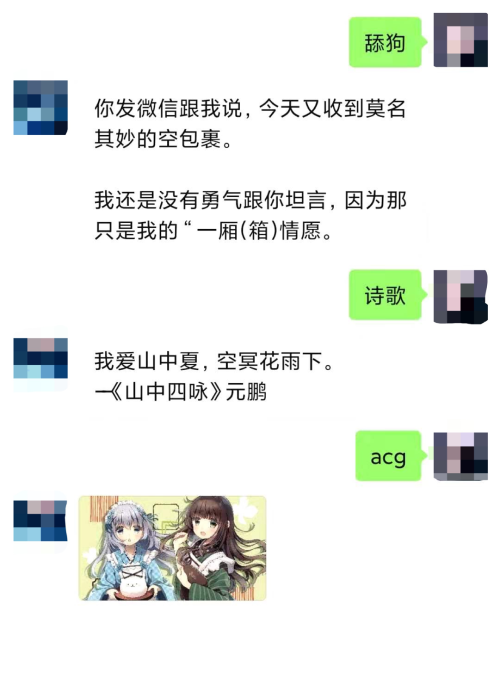 舔狗
你发微信跟我说，今天又收到莫名
其妙的空包裹。
我还是没有勇气跟你坦言，因为那
只是我的“一厢(箱)情愿。
诗歌
我爱山中夏，空冥花雨下。
—《山中四咏》元鹏
acg